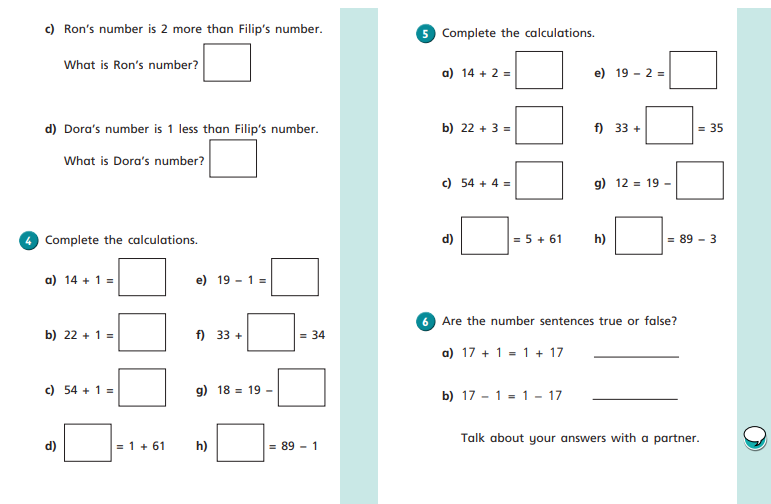 c) Ron's number is 2 more than Filip's number.
What is Ron's number?
d) Dora's number is 1 less than Filip's number.
What is Dora's number?
4 Complete the calculations.
a) 14 + 1 =
e) 19 – 1 =
b) 22 + 1 =
f) 33 + = 34
c) 54 + 1 =
g) 18 = 19 –
d) = 1 + 61
h) = 89 – 1
5 Complete the calculations.
a) 14 + 2 =
e) 19 – 2 =
b) 22 + 3 =
f) 33 + = 35
c) 54 + 4 =
g) 12 = 19 –
d) = 5 + 61
h) = 89 – 3
6 Are the number sentences true or false?
a) 17 + 1 = 1 + 17
b) 17 – 1 = 1 – 17
Talk about your answers with a partner.